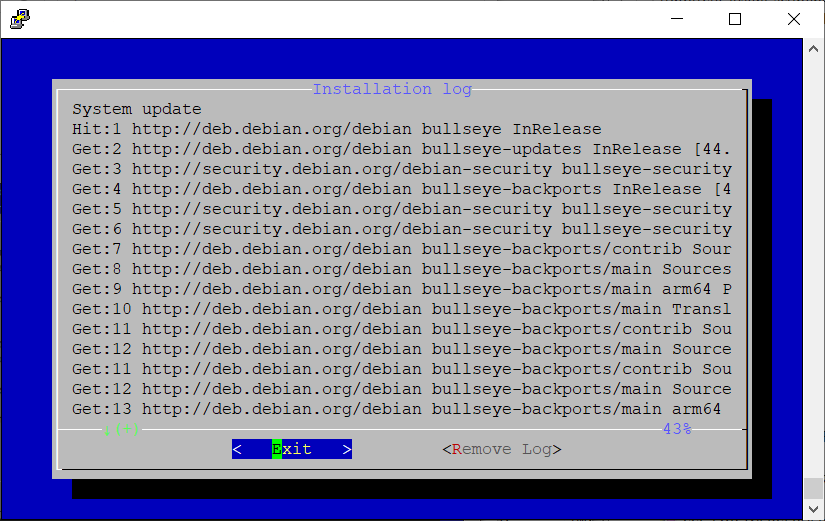 Installation log
System update
Hit:1 http://deb.debian.org/debian bullseye InRelease
Get:2 http://deb.debian.org/debian bullseye-updates InRelease [44.
Get:3 http://security.debian.org/debian-security bullseye-security
Get:4 http://deb.debian.org/debian bullseye-backports InRelease [4
Get:5 http://security.debian.org/debian-security bullseye-security
Get:6 http://security.debian.org/debian-security bullseye-security
Get:7 http://deb.debian.org/debian bullseye-backports/contrib Sour
Get:8 http://deb.debian.org/debian bullseye-backports/main Sources
Get:9 http://deb.debian.org/debian bullseye-backports/main arm64 P
Get:10 http://deb.debian.org/debian bullseye-backports/main Transl
Get:11 http://deb.debian.org/debian bullseye-backports/contrib Sou
Get:12 http://deb.debian.org/debian bullseye-backports/main Source
Get:11 http://deb.debian.org/debian bullseye-backports/contrib Sou
Get:12 http://deb.debian.org/debian bullseye-backports/main Source
Get:13 http://deb.debian.org/debian bullseye-backports/main arm64
↓(+) 43%
< Exit > <Remove Log>